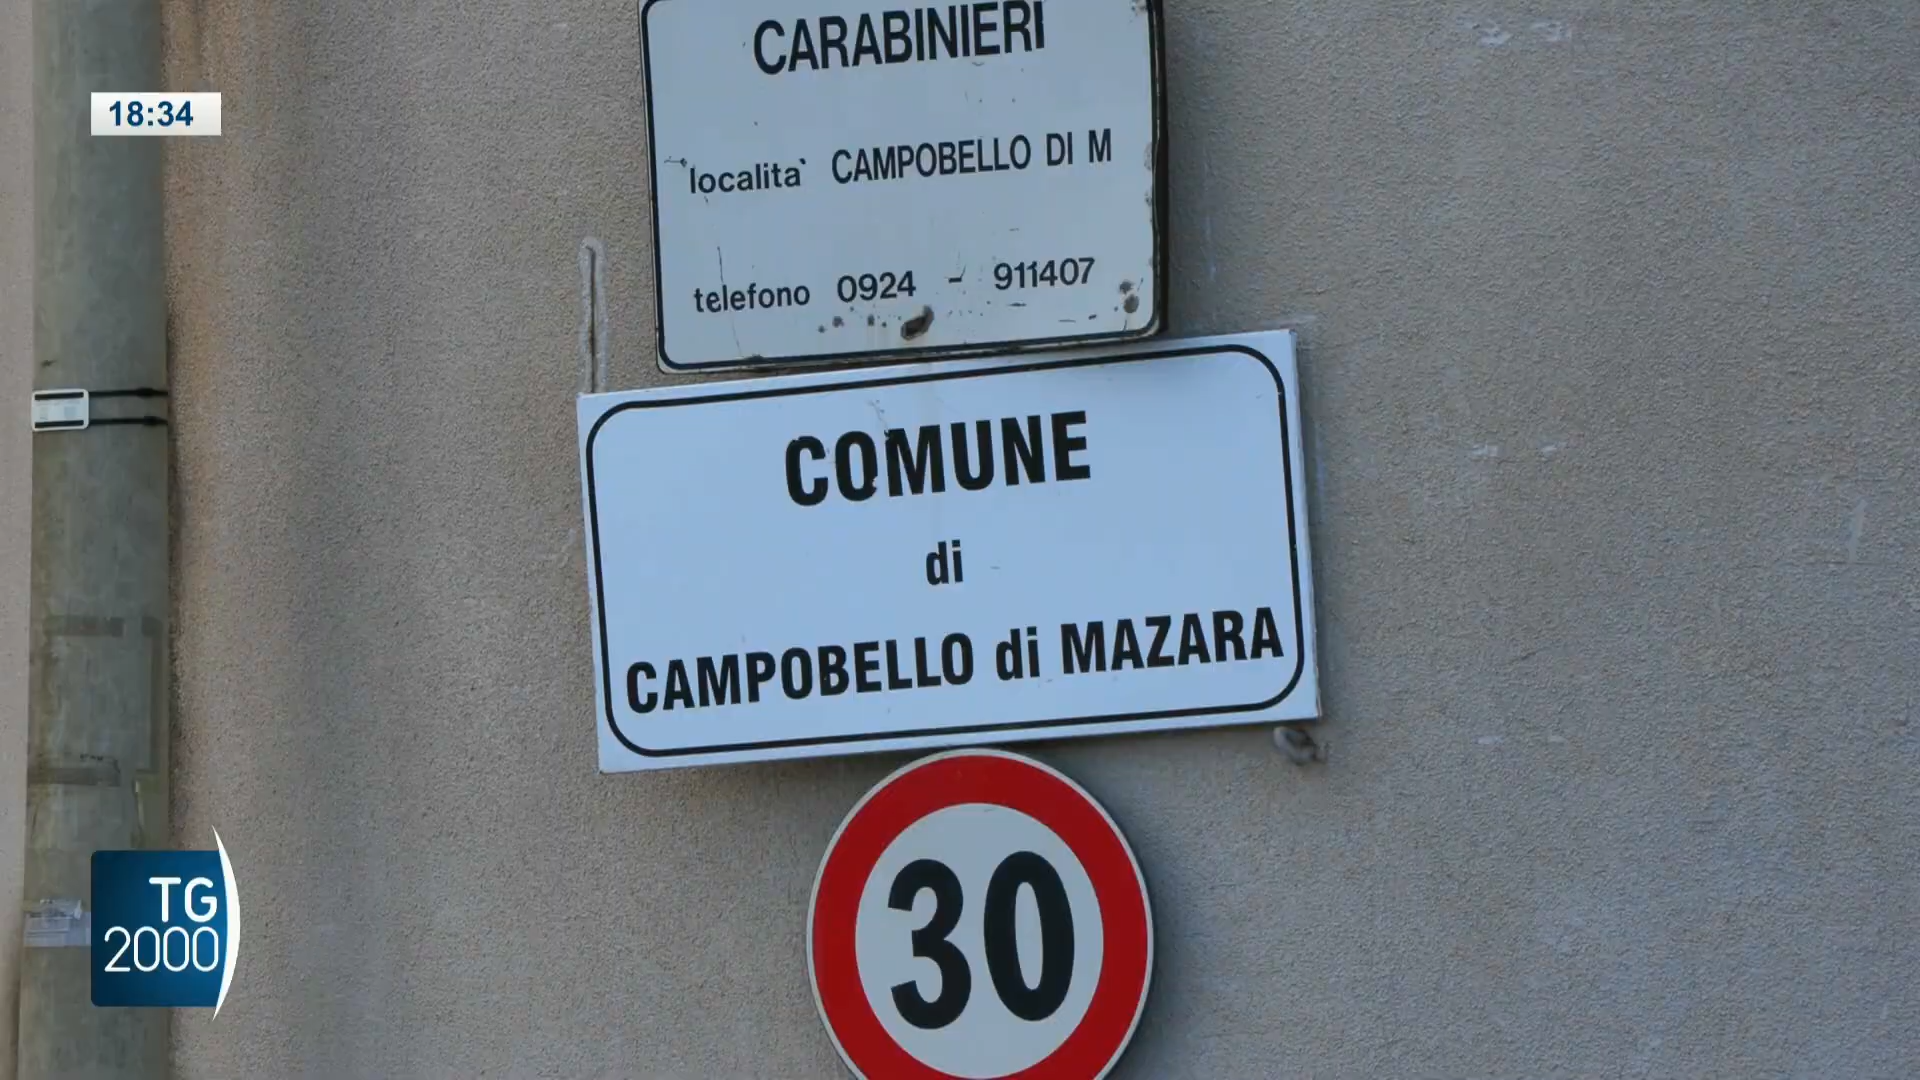 CARABINIERI
18:34
localita' CAMPOBELLO DI M
telefono 0924 - 911407
COMUNE
di
CAMPOBELLO di MAZARA
30
TG
2000